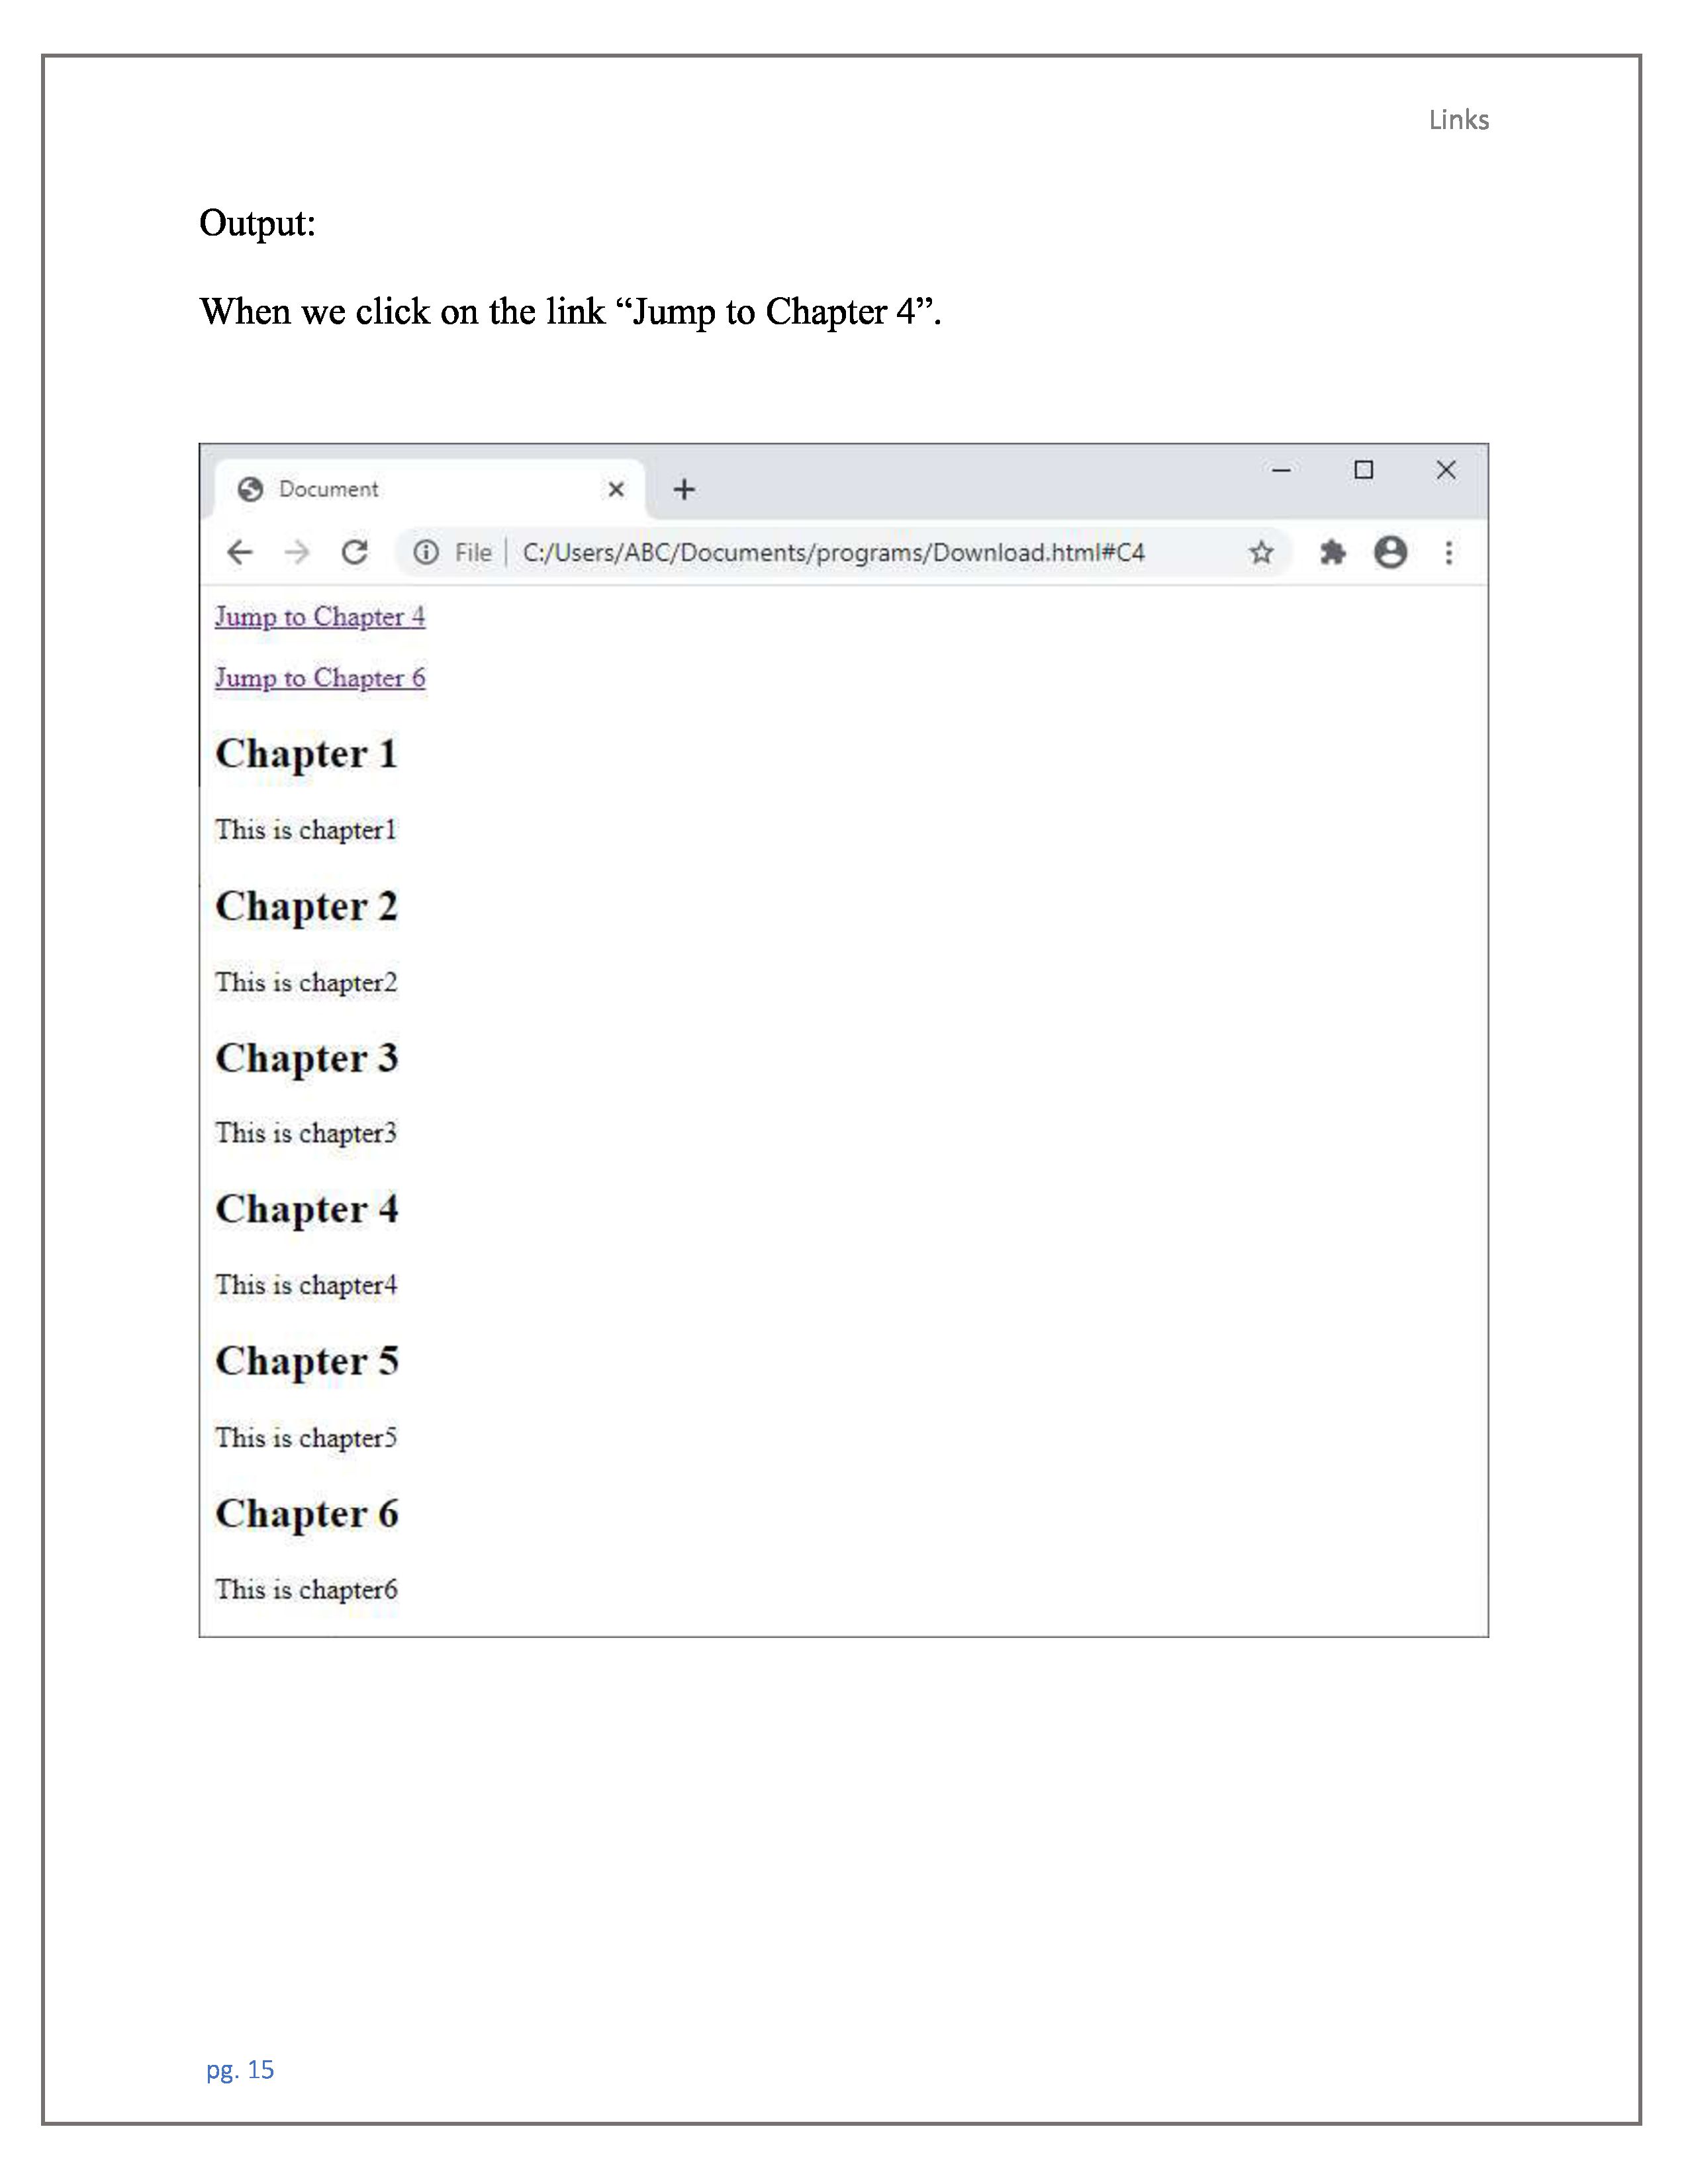 Links
Output:
When we click on the link “Jump to Chapter 4”.
Document
File | C:/Users/ABC/Documents/programs/Download.html#C4
Jump to Chapter 4
Jump to Chapter 6
Chapter 1
This is chapter1
Chapter 2
This is chapter2
Chapter 3
This is chapter3
Chapter 4
This is chapter4
Chapter 5
This is chapter5
Chapter 6
This is chapter6
pg. 15